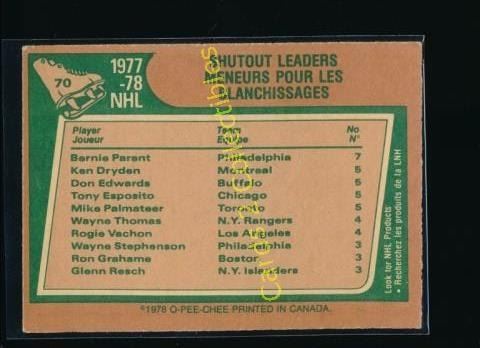 70
1977
-78
NHL
SHUTOUT LEADERS
MENEURS POUR LES
BLANCHISSAGES
Player Team No.
Joueur Equipe N°
Bernie Parent Philadelphia 7
Ken Dryden Montreal 5
Don Edwards Buffalo 5
Tony Esposito Chicago 5
Mike Palmateer Toronto 5
Wayne Thomas N.Y. Rangers 4
Rogie Vachon Los Angeles 4
Wayne Stephenson Philadelphia 3
Ron Grahame Boston 3
Glenn Resch N.Y. Islanders 3
Look for NHL Products
• Recherchez les produits de la LNH
©1978 O-PEE-CHEE PRINTED IN CANADA.